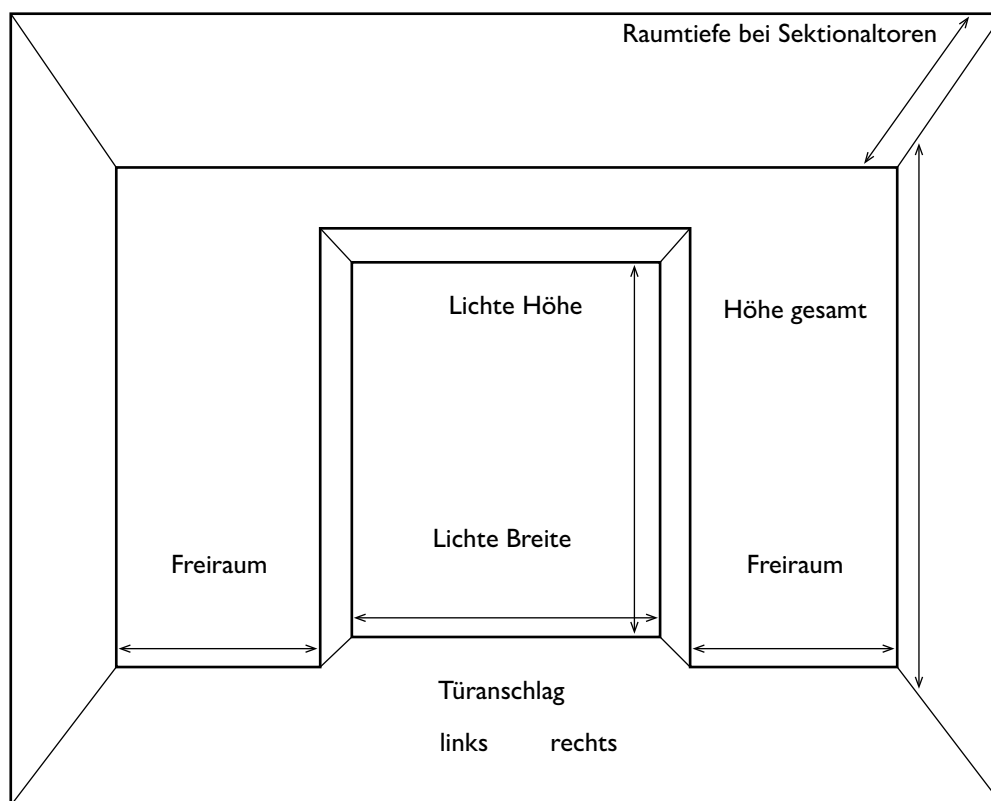 Raumtiefe bei Sektionaltoren
Lichte Höhe
Höhe gesamt
Lichte Breite
Freiraum
Freiraum
Türanschlag
links rechts